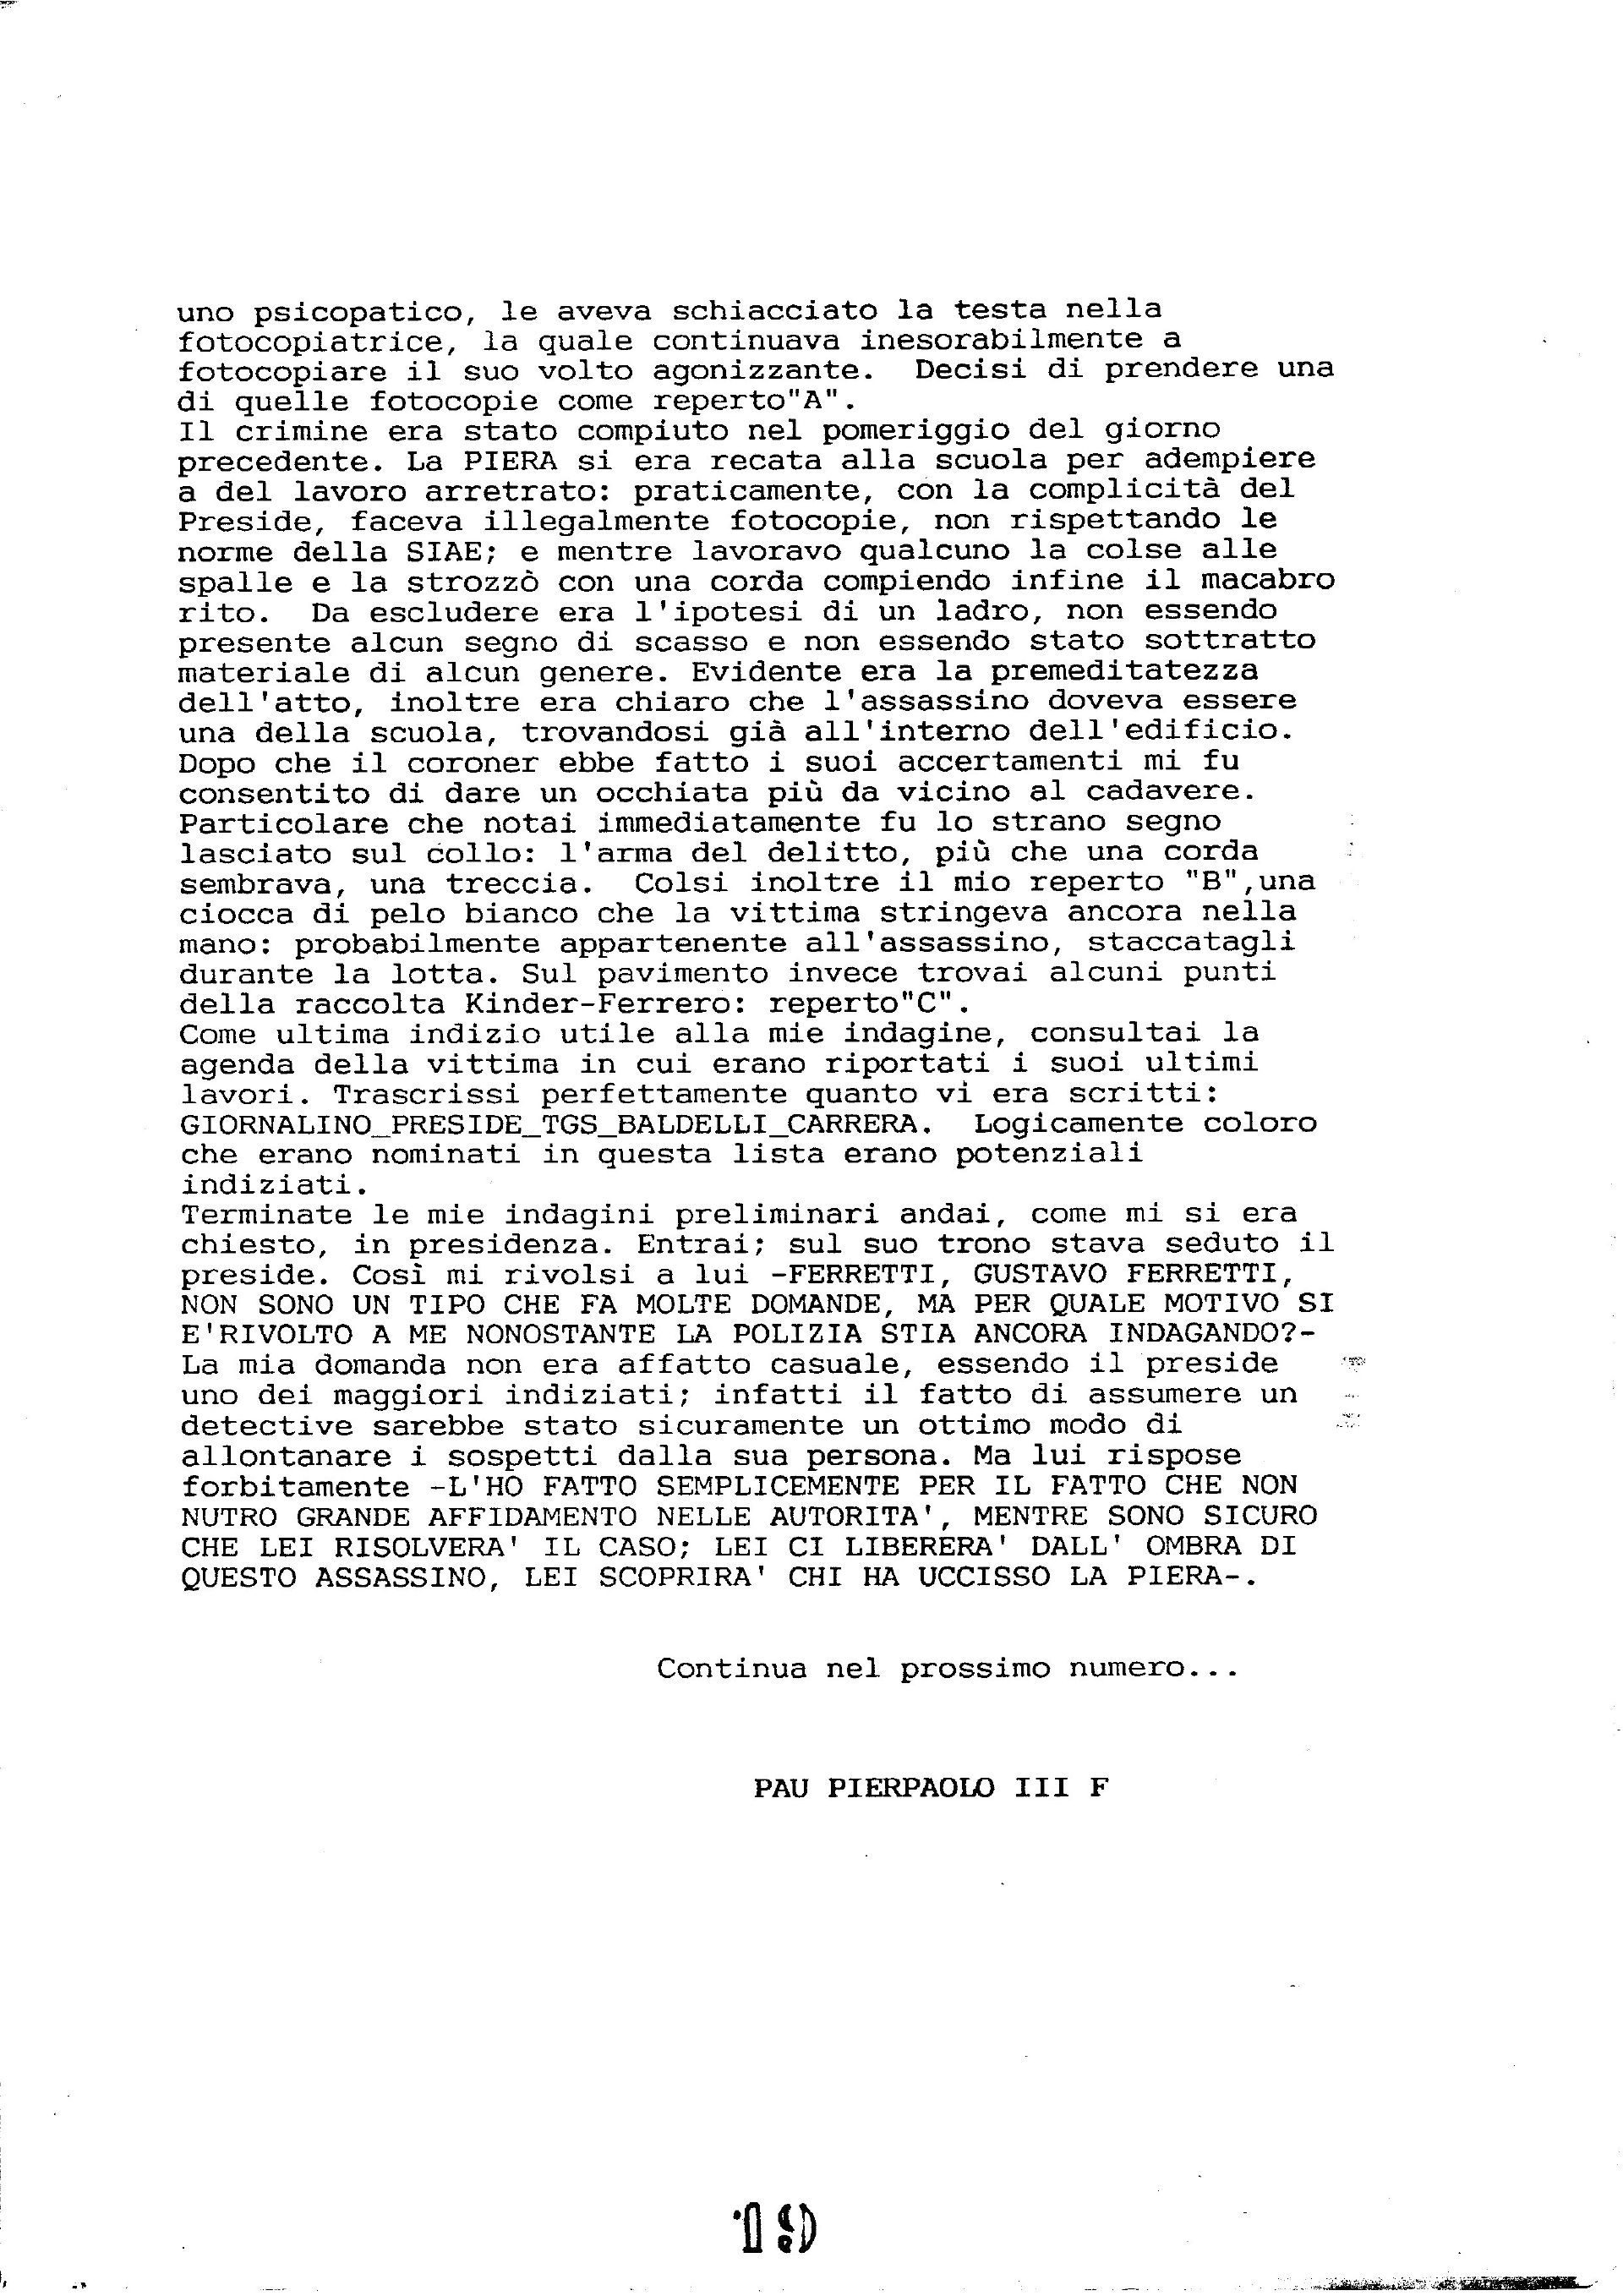 uno psicopatico, le aveva schiacciato la testa nella
fotocopiatrice, la quale continuava inesorabilmente a
fotocopiare il suo volto agonizzante.  Decisi di prendere una
di quelle fotocopie come reperto"A".
Il crimine era stato compiuto nel pomeriggio del giorno
precedente. La PIERA si era recata alla scuola per adempiere
a del lavoro arretrato: praticamente, con la complicità del
Preside, faceva illegalmente fotocopie, non rispettando le
norme della SIAE; e mentre lavoravo qualcuno la colse alle
spalle e la strozzò con una corda compiendo infine il macabro
rito.  Da escludere era l'ipotesi di un ladro, non essendo
presente alcun segno di scasso e non essendo stato sottratto
materiale di alcun genere. Evidente era la premeditatezza
dell'atto, inoltre era chiaro che l'assassino doveva essere
una della scuola, trovandosi già all'interno dell'edificio.
Dopo che il coroner ebbe fatto i suoi accertamenti mi fu
consentito di dare un occhiata più da vicino al cadavere.
Particolare che notai immediatamente fu lo strano segno
lasciato sul collo: l'arma del delitto, più che una corda
sembrava, una treccia.  Colsi inoltre il mio reperto "B",una
ciocca di pelo bianco che la vittima stringeva ancora nella
mano: probabilmente appartenente all'assassino, staccatagli
durante la lotta. Sul pavimento invece trovai alcuni punti
della raccolta Kinder-Ferrero: reperto"C".
Come ultima indizio utile alla mie indagine, consultai la
agenda della vittima in cui erano riportati i suoi ultimi
lavori. Trascrissi perfettamente quanto vi era scritti:
GIORNALINO_PRESIDE_TGS_BALDELLI_CARRERA.  Logicamente coloro
che erano nominati in questa lista erano potenziali
indiziati.
Terminate le mie indagini preliminari andai, come mi si era
chiesto, in presidenza. Entrai; sul suo trono stava seduto il
preside. Così mi rivolsi a lui -FERRETTI, GUSTAVO FERRETTI,
NON SONO UN TIPO CHE FA MOLTE DOMANDE, MA PER QUALE MOTIVO SI
E'RIVOLTO A ME NONOSTANTE LA POLIZIA STIA ANCORA INDAGANDO?-
La mia domanda non era affatto casuale, essendo il preside
uno dei maggiori indiziati; infatti il fatto di assumere un
detective sarebbe stato sicuramente un ottimo modo di
allontanare i sospetti dalla sua persona. Ma lui rispose
forbitamente -L'HO FATTO SEMPLICEMENTE PER IL FATTO CHE NON
NUTRO GRANDE AFFIDAMENTO NELLE AUTORITA', MENTRE SONO SICURO
CHE LEI RISOLVERA' IL CASO; LEI CI LIBERERA' DALL' OMBRA DI
QUESTO ASSASSINO, LEI SCOPRIRA' CHI HA UCCISSO LA PIERA-.
Continua nel prossimo numero...
PAU PIERPAOLO III F
19